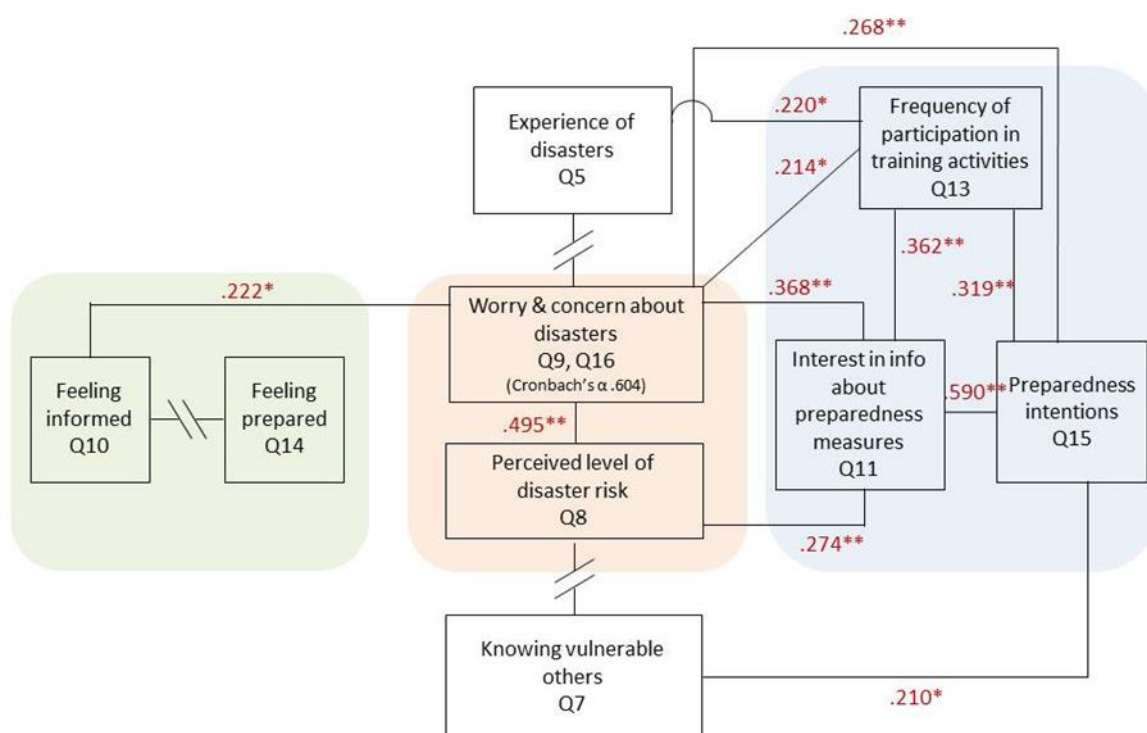 .268**
Experience of
disasters
Q5
.220*
Frequency of
participation in
training activities
Q13
.214*
.362**
.319**
.222*
Worry & concern about
disasters
Q9, Q16
(Cronbach's α .604)
.368**
Feeling
informed
Q10
Feeling
prepared
Q14
Interest in info
about
preparedness
measures
Q11
.590**
Preparedness
intentions
Q15
.495**
Perceived level of
disaster risk
Q8
.274**
Knowing vulnerable
others
Q7
.210*